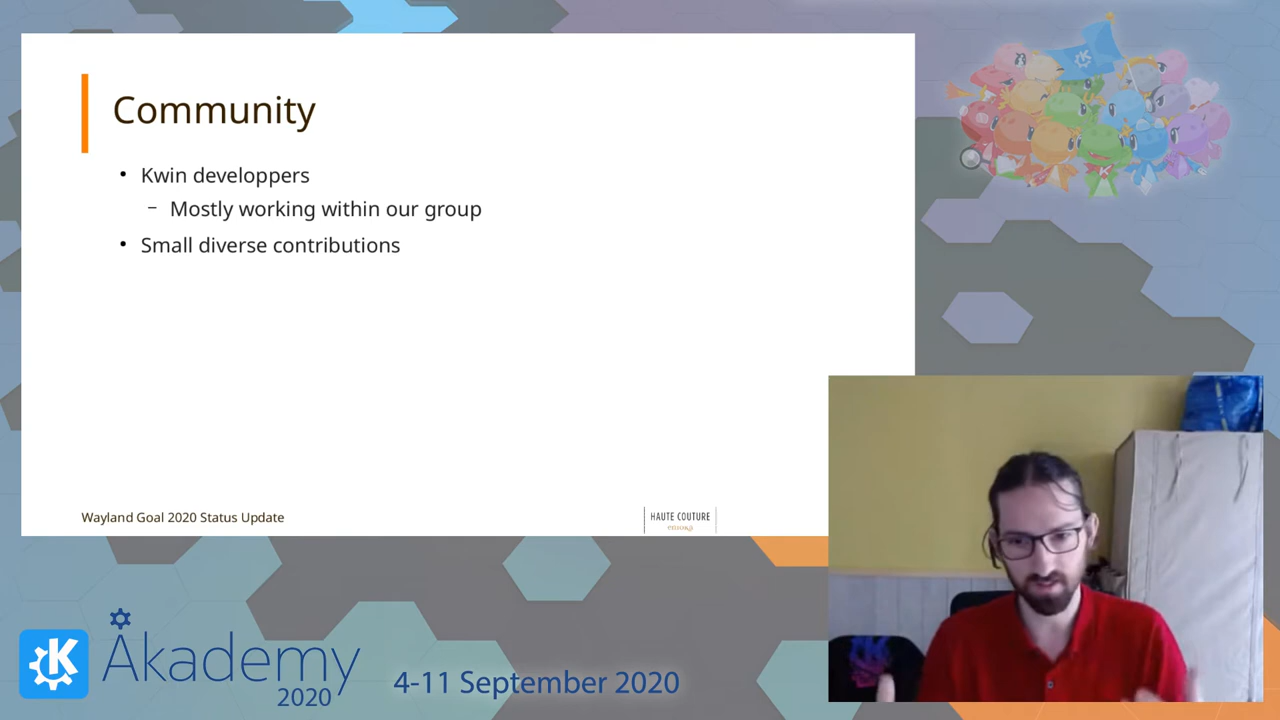 Community
• Kwin developpers
– Mostly working within our group
• Small diverse contributions
Wayland Goal 2020 Status Update
HAUTE COUTURE
K
Akademy
2020
4-11 September 2020